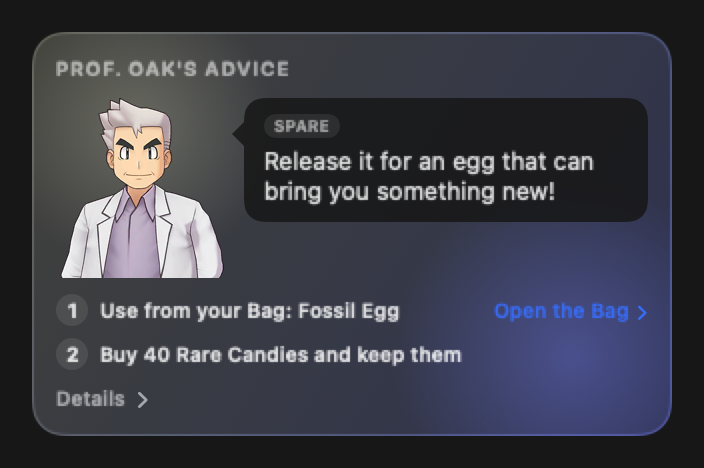 PROF. OAK'S ADVICE
SPARE
Release it for an egg that can
bring you something new!
1 Use from your Bag: Fossil Egg Open the Bag >
2 Buy 40 Rare Candies and keep them
Details >